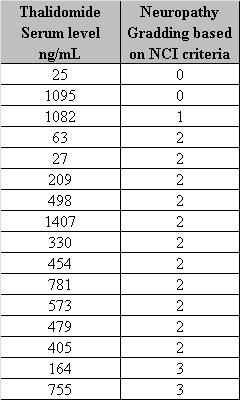 Thalidomide Serum level ng/mL | Neuropathy Gradding based on NCI criteria
25 | 0
1095 | 0
1082 | 1
63 | 2
27 | 2
209 | 2
498 | 2
1407 | 2
330 | 2
454 | 2
781 | 2
573 | 2
479 | 2
405 | 2
164 | 3
755 | 3